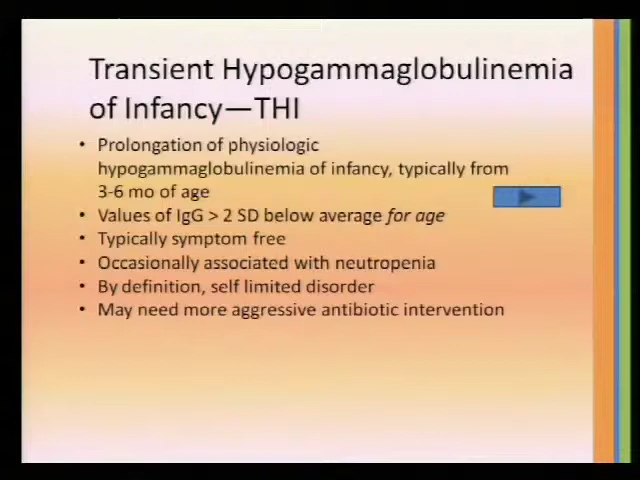 Transient Hypogammaglobulinemia
of Infancy—THI
• Prolongation of physiologic
hypogammaglobulinemia of infancy, typically from
3-6 mo of age
• Values of IgG > 2 SD below average for age
• Typically symptom free
• Occasionally associated with neutropenia
• By definition, self limited disorder
• May need more aggressive antibiotic intervention